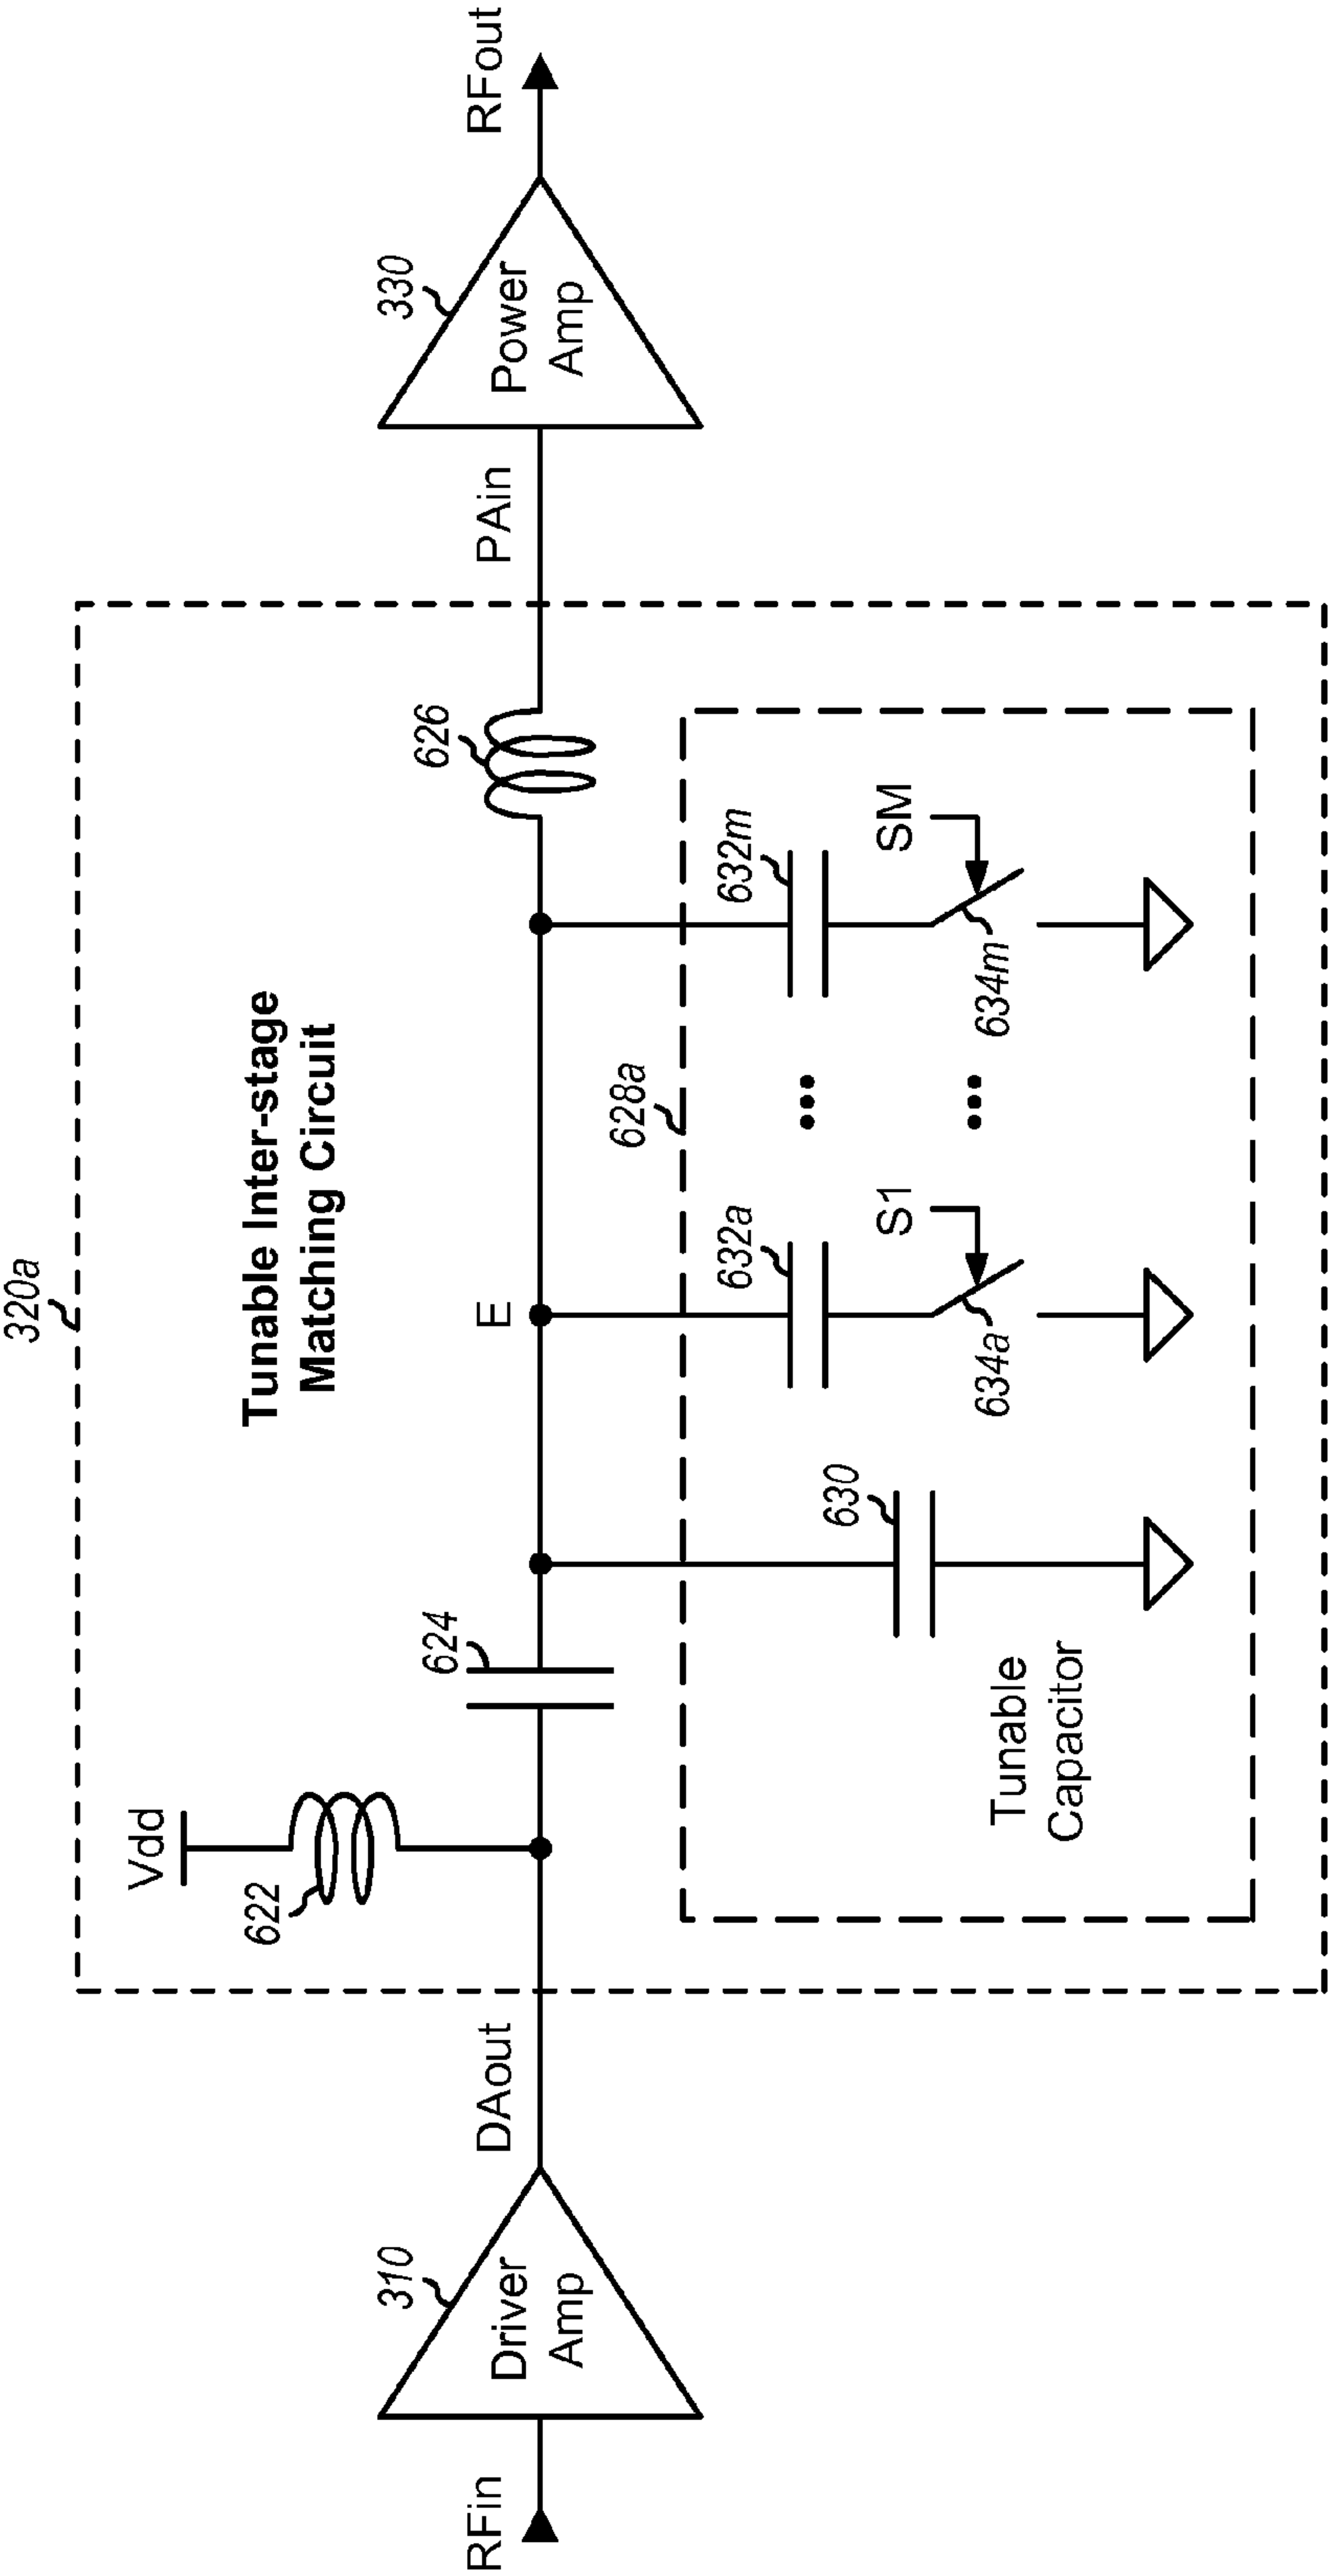 320a
Tunable Inter-stage
Matching Circuit
Vdd
622
624
E
626
310
Driver
Amp
330
Power
Amp
RFin
DAout
PAin
RFout
628a
630
632a
S1
634a
632m
SM
634m
Tunable
Capacitor